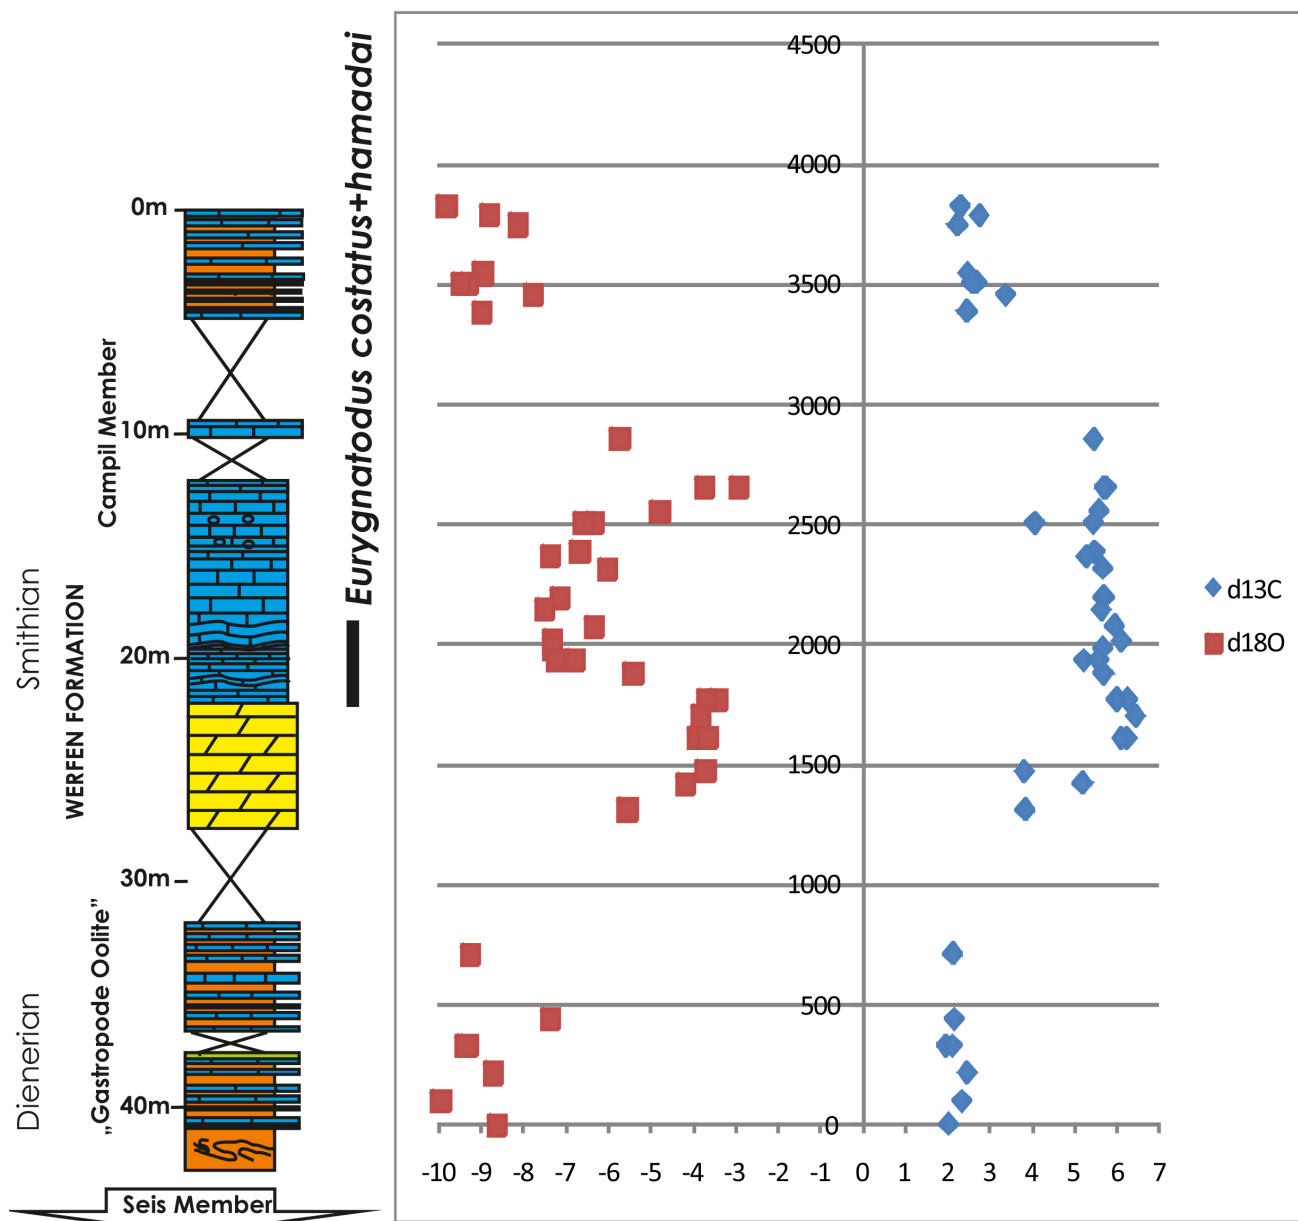 0m
10m
20m
30m
40m
Campil Member
Smithian
WERFEN FORMATION
„Gastropode Oolite”
Dienerian
Seis Member
Eurygnatodus costatus+hamadai
4500
4000
3500
3000
2500
2000
1500
1000
500
0
-10 -9 -8 -7 -6 -5 -4 -3 -2 -1 0 1 2 3 4 5 6 7
d13C
d18O